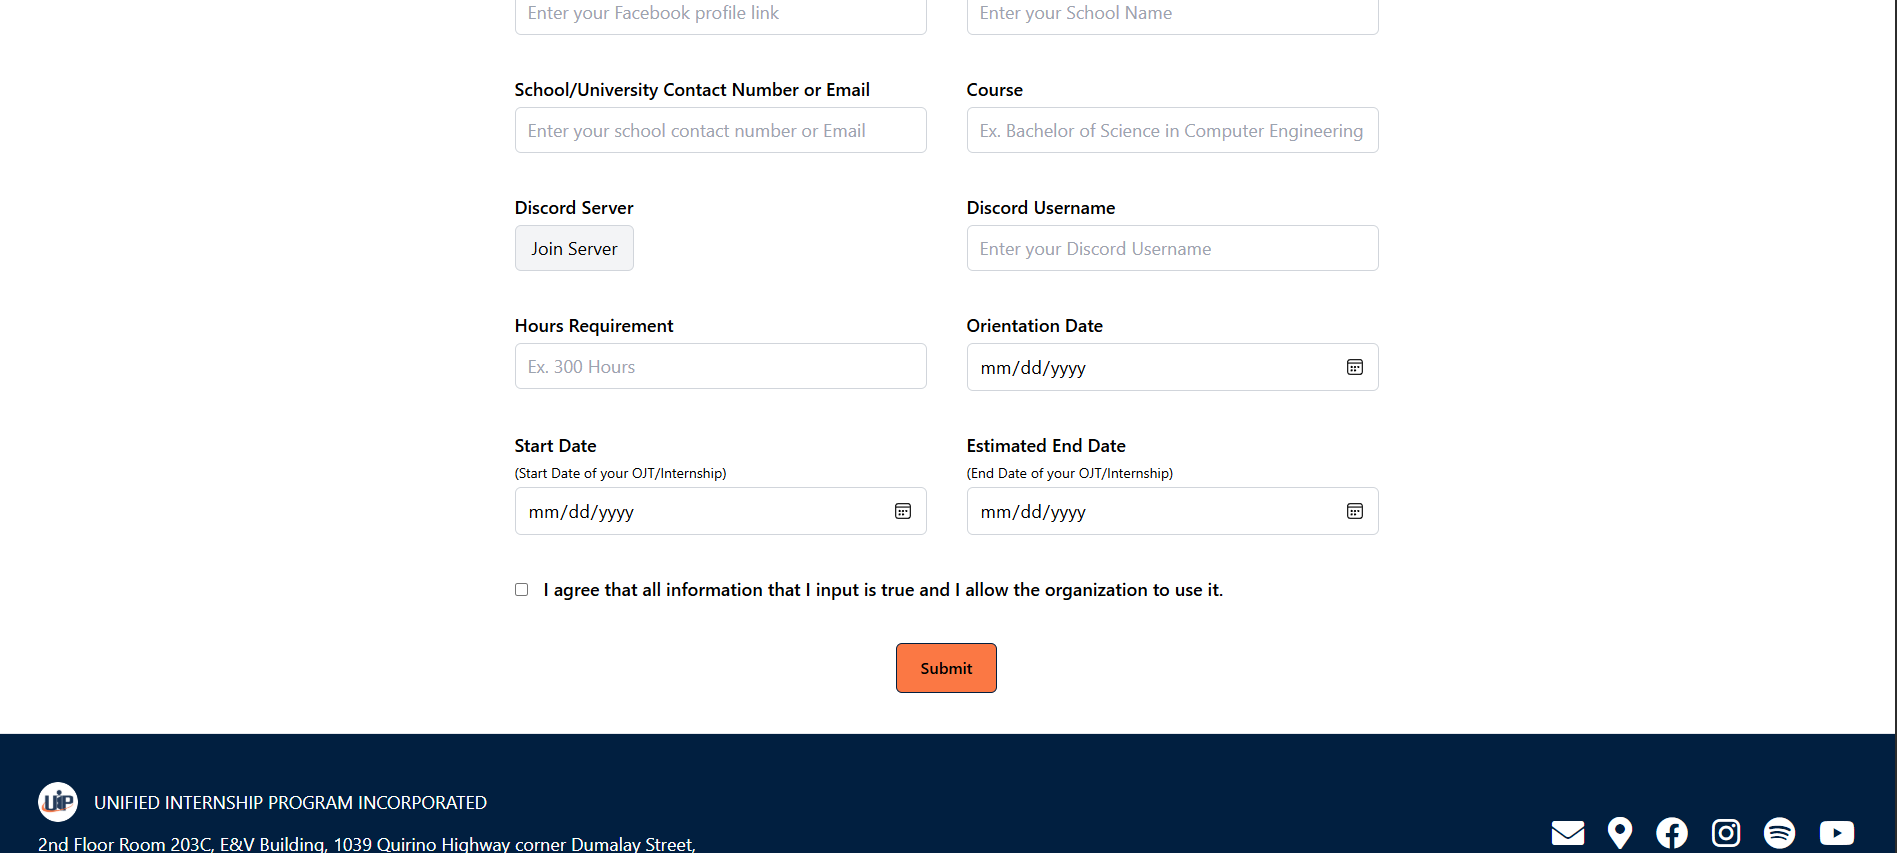 Enter your Facebook profile link
Enter your School Name
School/University Contact Number or Email
Course
Enter your school contact number or Email
Ex. Bachelor of Science in Computer Engineering
Discord Server
Discord Username
Join Server
Enter your Discord Username
Hours Requirement
Orientation Date
Ex. 300 Hours
mm/dd/yyyy
Start Date
Estimated End Date
(Start Date of your OJT/Internship)
(End Date of your OJT/Internship)
mm/dd/yyyy
mm/dd/yyyy
I agree that all information that I input is true and I allow the organization to use it.
Submit
UiP
UNIFIED INTERNSHIP PROGRAM INCORPORATED
2nd Floor Room 203C, E&V Building, 1039 Quirino Highway corner Dumalay Street,